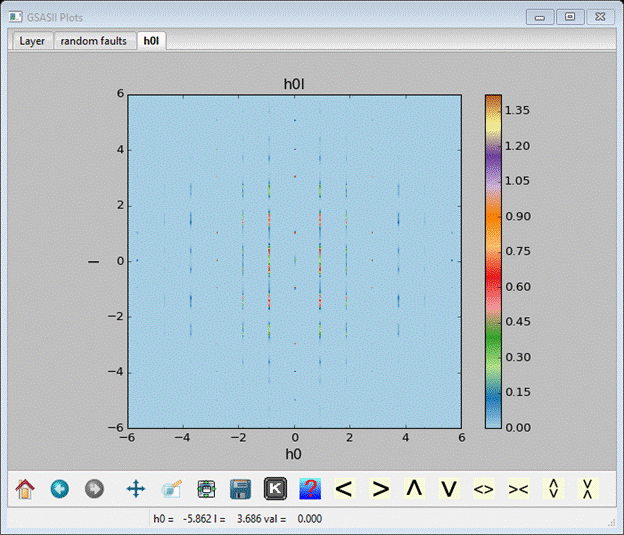 GSASII Plots
Layer random faults h0l
h0l
6
4
2
0
−2
−4
−6
l
−6 −4 −2 0 2 4 6
h0
1.35
1.20
1.05
0.90
0.75
0.60
0.45
0.30
0.15
0.00
K ? < > Λ V <> ><
h0 = -5.862 l = 3.686 val = 0.000